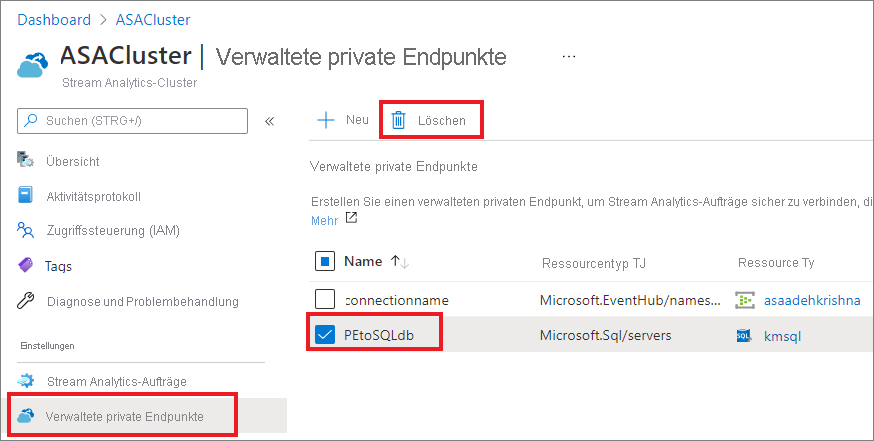 Dashboard > ASACluster
ASACluster | Verwaltete private Endpunkte ...
Stream Analytics-Cluster
Suchen (STRG+/) «
Neu Löschen
Übersicht
Aktivitätsprotokoll
Zugriffssteuerung (IAM)
Taqs
Diagnose und Problembehandlung
Einstellungen
Stream Analytics-Aufträge
Verwaltete private Endpunkte
Verwaltete private Endpunkte
Erstellen Sie einen verwalteten privaten Endpunkt, um Stream Analytics-Aufträge sicher zu verbinden, di
Mehr
Name ↑↓ Ressourcentyp TJ Ressource Ty
connectionname Microsoft.EventHub/names... asaadehkrishna
PEtoSQLdb Microsoft.Sql/servers SQL kmsql